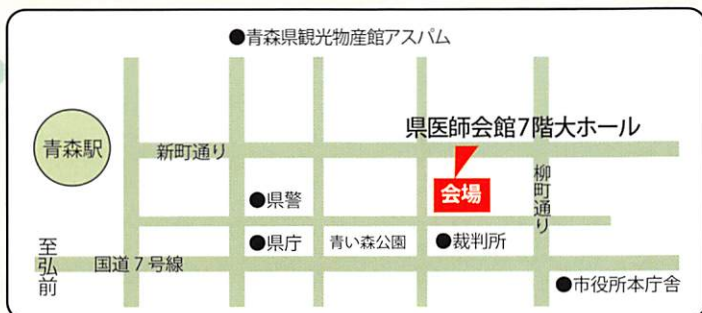 ●青森県観光物産館アスパム
県医師会館7階大ホール
青森駅
新町通り
会場
柳町通り
●県警
●県庁
青い森公園
●裁判所
至弘前
国道7号線
●市役所本庁舎